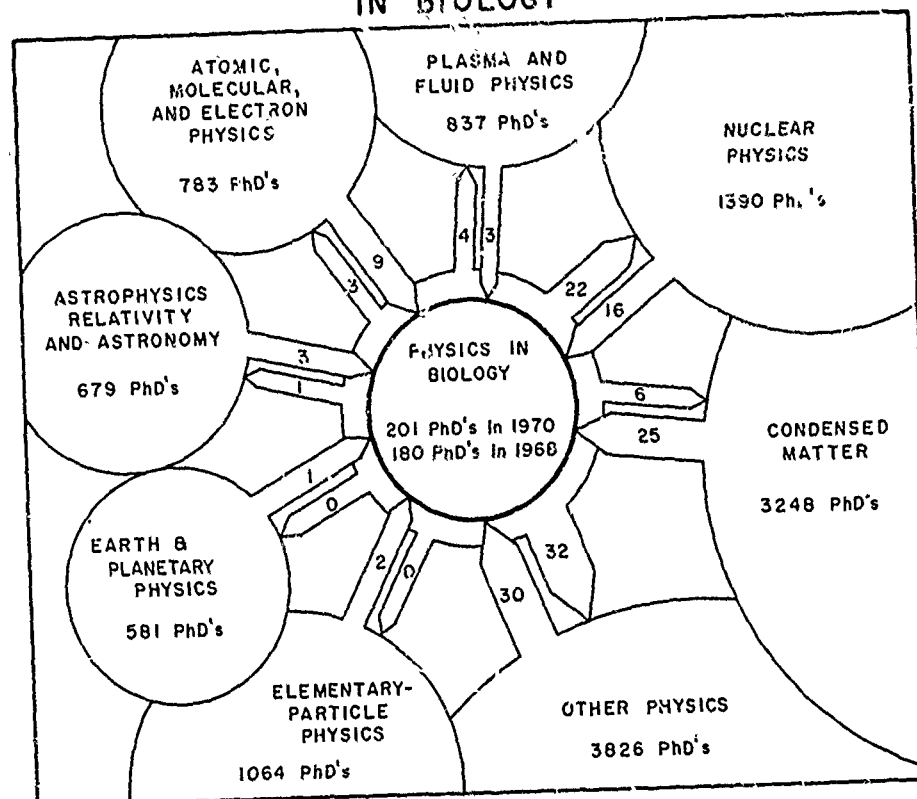 IN BIOLOGY
ATOMIC,
MOLECULAR,
AND ELECTRON
PHYSICS
783 PhD's
PLASMA AND
FLUID PHYSICS
837 PhD's
NUCLEAR
PHYSICS
1390
ASTROPHYSICS
RELATIVITY
AND ASTRONOMY
679 PhD's
PHYSICS IN
BIOLOGY
201 PhD's In 1970
180 PhD's In 1968
CONDENSED
MATTER
3248 PhD's
EARTH &
PLANETARY
PHYSICS
581 PhD's
ELEMENTARY-
PARTICLE
PHYSICS
1064 PhD's
OTHER PHYSICS
3826 PhD's
9
3
4
3
22
16
3
1
6
25
1
0
2
0
30
32